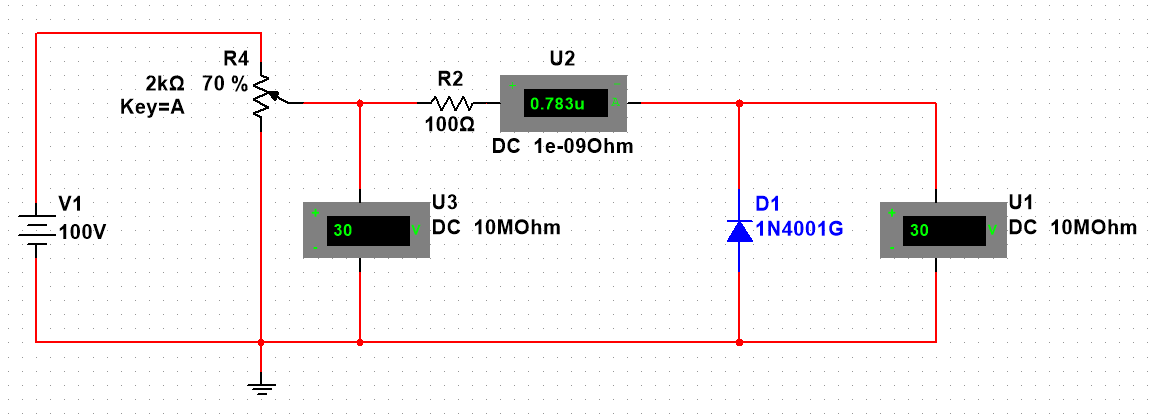 U2
R4
2kΩ 70 %
Key=A
R2
100Ω
+ - 0.783u A
DC 1e-09Ohm
V1
100V
U3
+ - 30 V
DC 10MOhm
D1
1N4001G
U1
+ - 30 V
DC 10MOhm